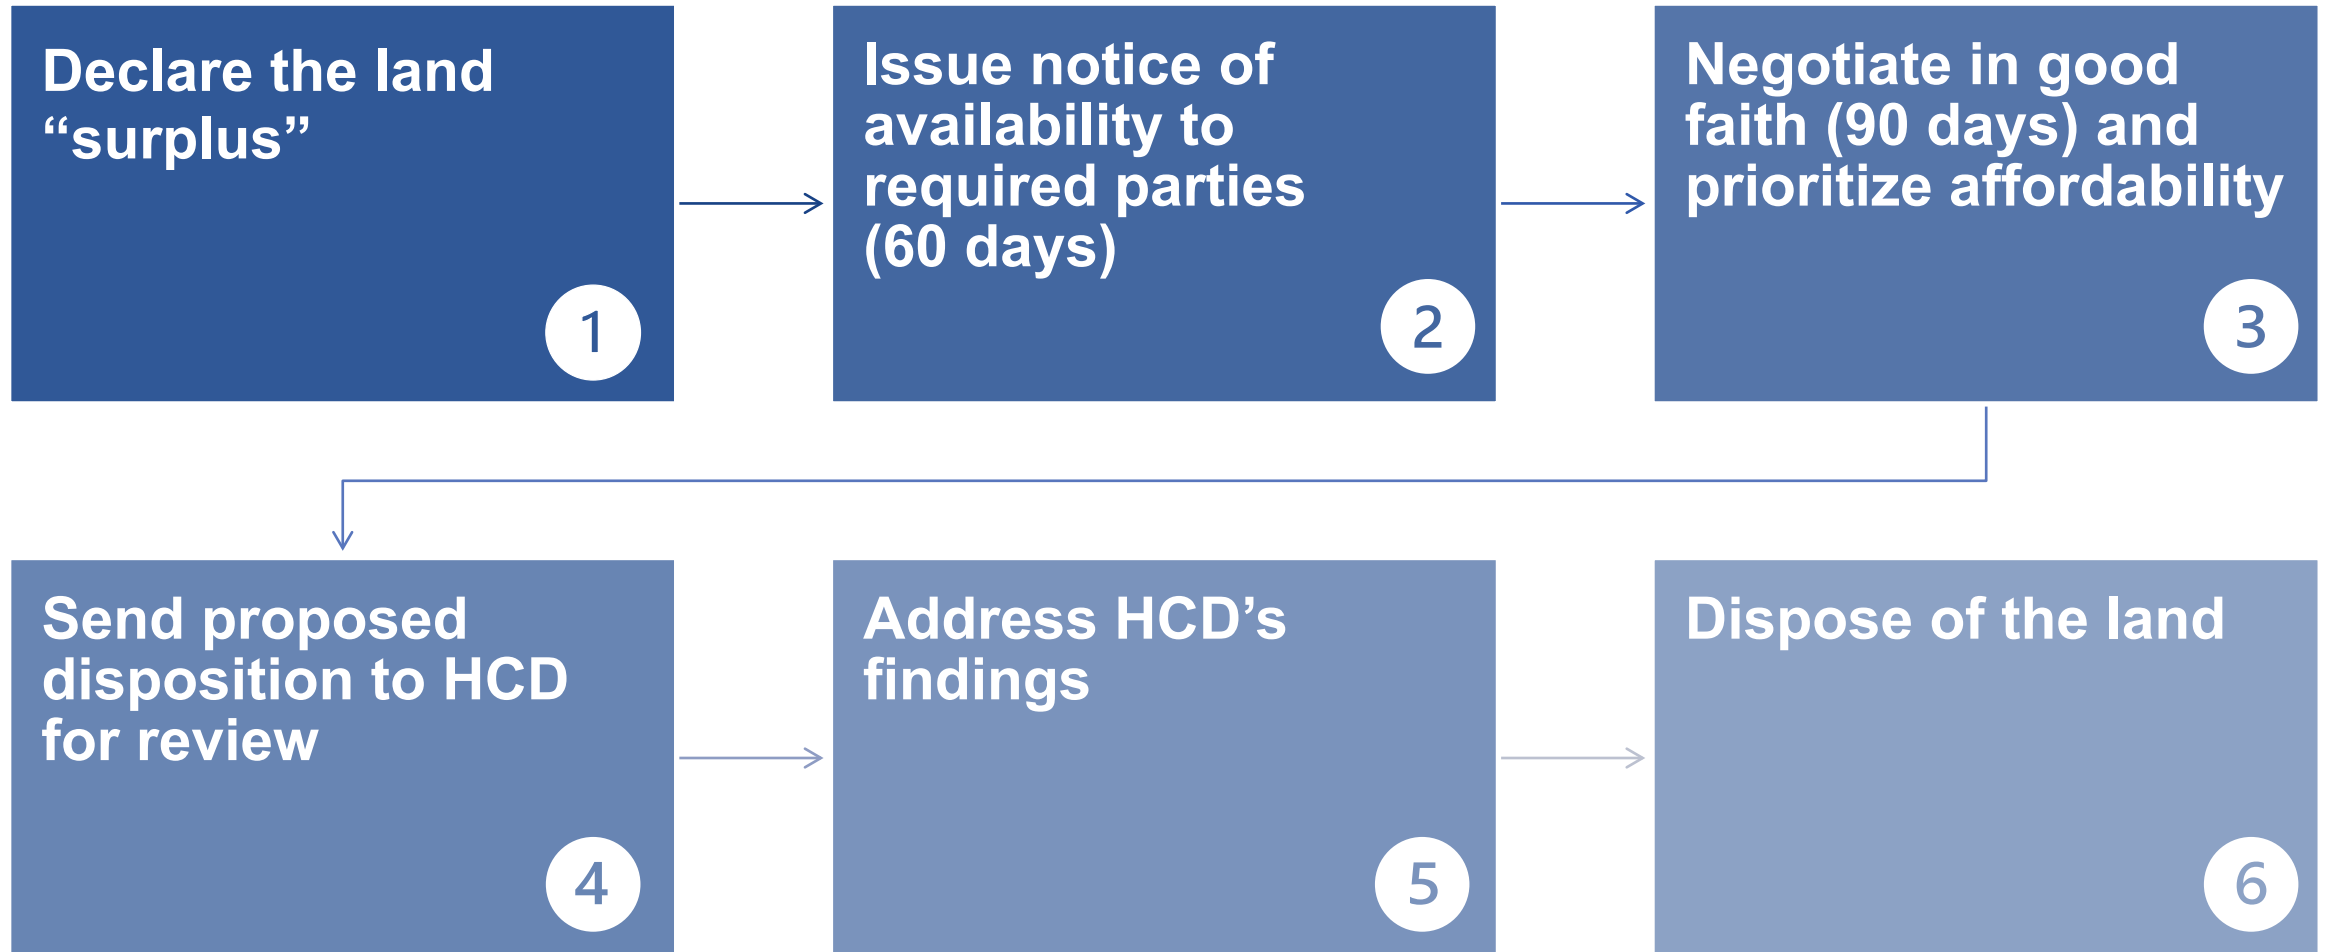 Declare the land
“surplus”
1
Issue notice of
availability to
required parties
(60 days)
2
Negotiate in good
faith (90 days) and
prioritize affordability
3
Send proposed
disposition to HCD
for review
4
Address HCD’s
findings
5
Dispose of the land
6